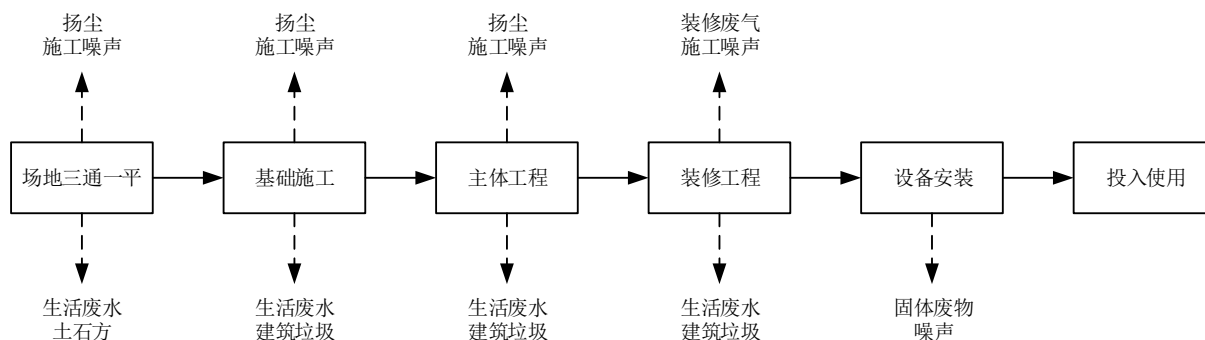 扬尘
施工噪声
扬尘
施工噪声
扬尘
施工噪声
装修废气
施工噪声
场地三通一平
基础施工
主体工程
装修工程
设备安装
投入使用
生活废水
土石方
生活废水
建筑垃圾
生活废水
建筑垃圾
生活废水
建筑垃圾
固体废物
噪声